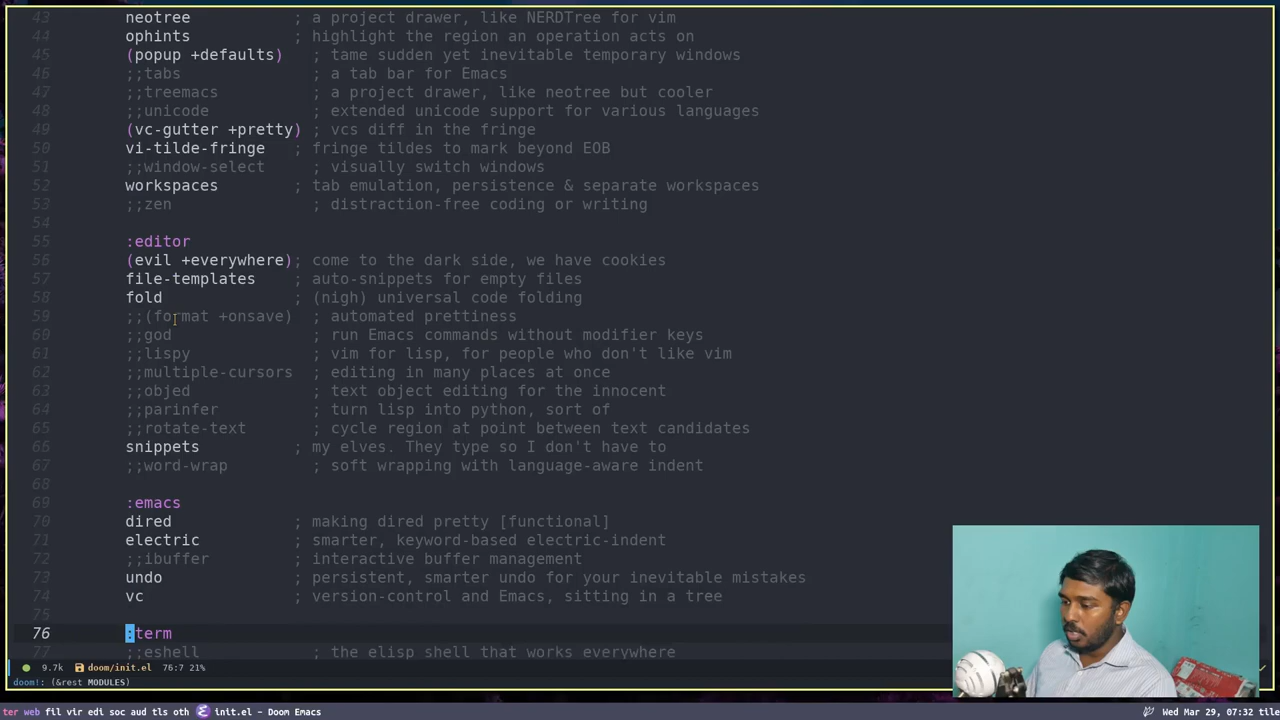 43 neotree ; a project drawer, like NERDTree for vim
44 ophints ; highlight the region an operation acts on
45 (popup +defaults) ; tame sudden yet inevitable temporary windows
46 ;;tabs ; a tab bar for Emacs
47 ;;treemacs ; a project drawer, like neotree but cooler
48 ;;unicode ; extended unicode support for various languages
49 (vc-gutter +pretty) ; vcs diff in the fringe
50 vi-tilde-fringe ; fringe tildes to mark beyond EOB
51 ;;window-select ; visually switch windows
52 workspaces ; tab emulation, persistence & separate workspaces
53 ;;zen ; distraction-free coding or writing
54
55 :editor
56 (evil +everywhere); come to the dark side, we have cookies
57 file-templates ; auto-snippets for empty files
58 fold ; (nigh) universal code folding
59 ;;(format +onsave) ; automated prettiness
60 ;;god ; run Emacs commands without modifier keys
61 ;;lispy ; vim for lisp, for people who don't like vim
62 ;;multiple-cursors ; editing in many places at once
63 ;;objed ; text object editing for the innocent
64 ;;parinfer ; turn lisp into python, sort of
65 ;;rotate-text ; cycle region at point between text candidates
66 snippets ; my elves. They type so I don't have to
67 ;;word-wrap ; soft wrapping with language-aware indent
68
69 :emacs
70 dired ; making dired pretty [functional]
71 electric ; smarter, keyword-based electric-indent
72 ;;ibuffer ; interactive buffer management
73 undo ; persistent, smarter undo for your inevitable mistakes
74 vc ; version-control and Emacs, sitting in a tree
75
76 :term
77 ;;eshell ; the elisp shell that works everywhere
9.7k doom/init.el 76:7 21%
doom!: (&rest MODULES)
ter web fil vir edi soc aud tls oth init.el – Doom Emacs Wed Mar 29, 07:32 tile